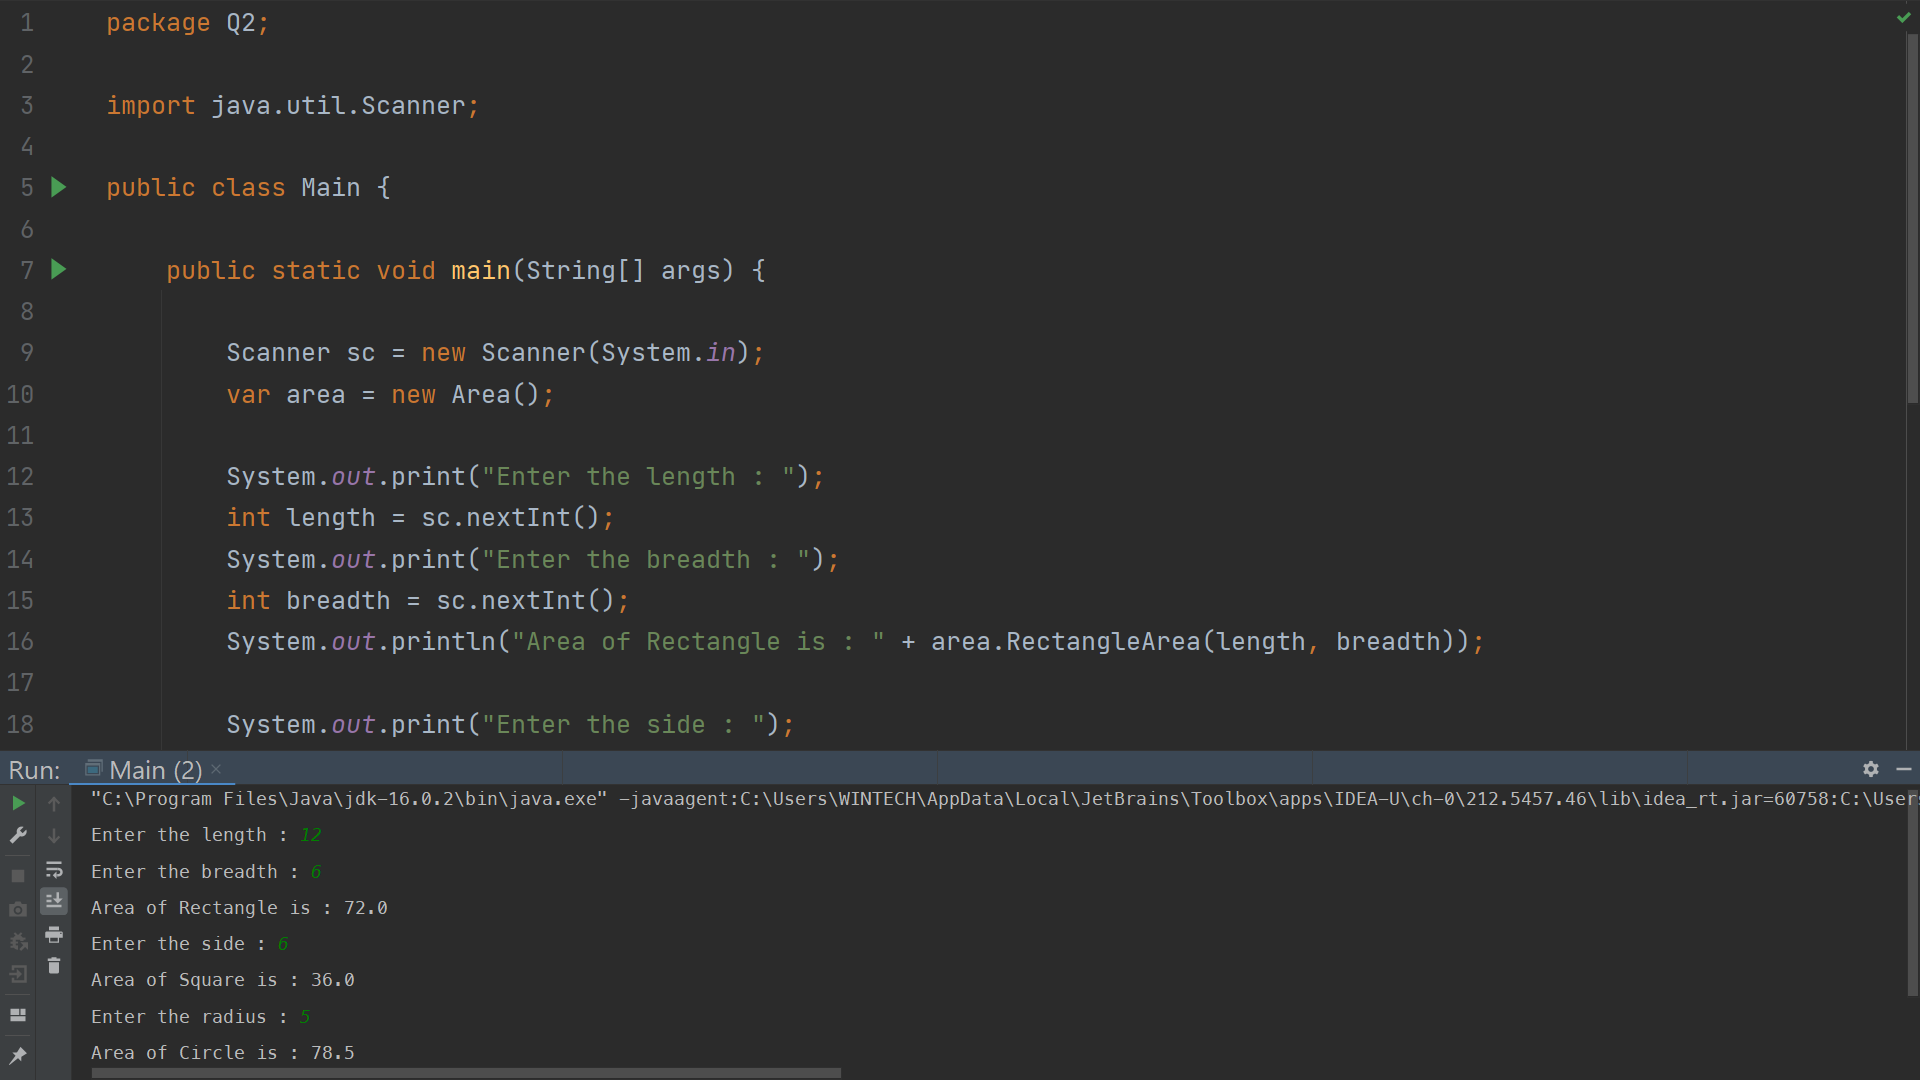 1 package Q2;
2
3 import java.util.Scanner;
4
5 public class Main {
6
7 public static void main(String[] args) {
8
9 Scanner sc = new Scanner(System.in);
10 var area = new Area();
11
12 System.out.print("Enter the length : ");
13 int length = sc.nextInt();
14 System.out.print("Enter the breadth : ");
15 int breadth = sc.nextInt();
16 System.out.println("Area of Rectangle is : " + area.RectangleArea(length, breadth));
17
18 System.out.print("Enter the side : ");
Run: Main (2)
"C:\Program Files\Java\jdk-16.0.2\bin\java.exe" -javaagent:C:\Users\WINTECH\AppData\Local\JetBrains\Toolbox\apps\IDEA-U\ch-0\212.5457.46\lib\idea_rt.jar=60758:C:\Users
Enter the length : 12
Enter the breadth : 6
Area of Rectangle is : 72.0
Enter the side : 6
Area of Square is : 36.0
Enter the radius : 5
Area of Circle is : 78.5